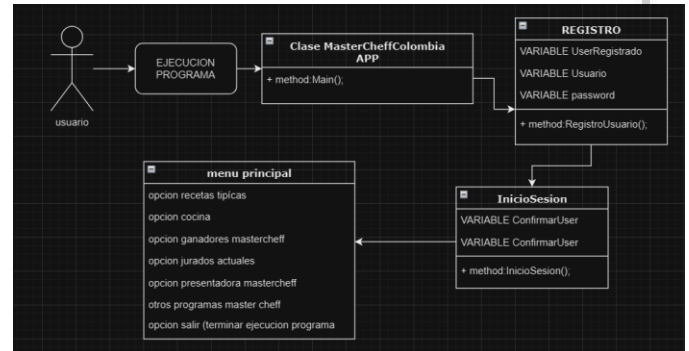 usuario
EJECUCION
PROGRAMA
Clase MasterCheffColombia
APP
+ method:Main();
REGISTRO
VARIABLE UserRegistrado
VARIABLE Usuario
VARIABLE password
+ method:RegistroUsuario();
InicioSesion
VARIABLE ConfirmarUser
VARIABLE ConfirmarUser
+ method:InicioSesion();
menu principal
opcion recetas tipícas
opcion cocina
opcion ganadores mastercheff
opcion jurados actuales
opcion presentadora mastercheff
otros programas master cheff
opcion salir (terminar ejecucion programa